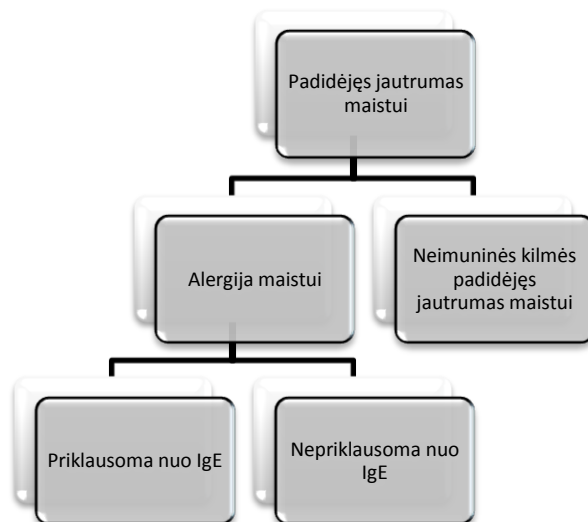 Padidėjęs jautrumas
maistui
Alergija maistui
Neimuninės kilmės
padidėjęs
jautrumas maistui
Priklausoma nuo IgE
Nepriklausoma nuo
IgE